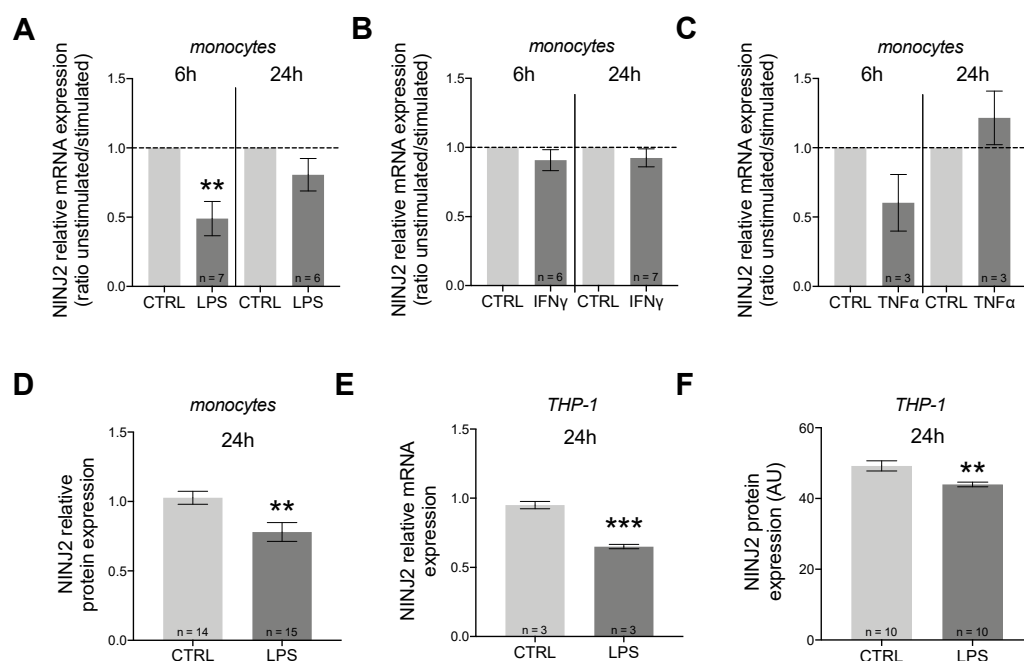 A
monocytes
6h
24h
NINJ2 relative mRNA expression
(ratio unstimulated/stimulated)
1.5
1.0
0.5
0.0
**
n = 7
n = 6
CTRL
LPS
CTRL
LPS
B
monocytes
6h
24h
NINJ2 relative mRNA expression
(ratio unstimulated/stimulated)
1.5
1.0
0.5
0.0
n = 6
n = 7
CTRL
IFNγ
CTRL
IFNγ
C
monocytes
6h
24h
NINJ2 relative mRNA expression
(ratio unstimulated/stimulated)
1.5
1.0
0.5
0.0
n = 3
n = 3
CTRL
TNFα
CTRL
TNFα
D
monocytes
24h
NINJ2 relative
protein expression
1.5
1.0
0.5
0.0
**
n = 14
n = 15
CTRL
LPS
E
THP-1
24h
NINJ2 relative mRNA
expression
1.5
1.0
0.5
0.0
***
n = 3
n = 3
CTRL
LPS
F
THP-1
24h
NINJ2 protein
expression (AU)
60
40
20
0
**
n = 10
n = 10
CTRL
LPS